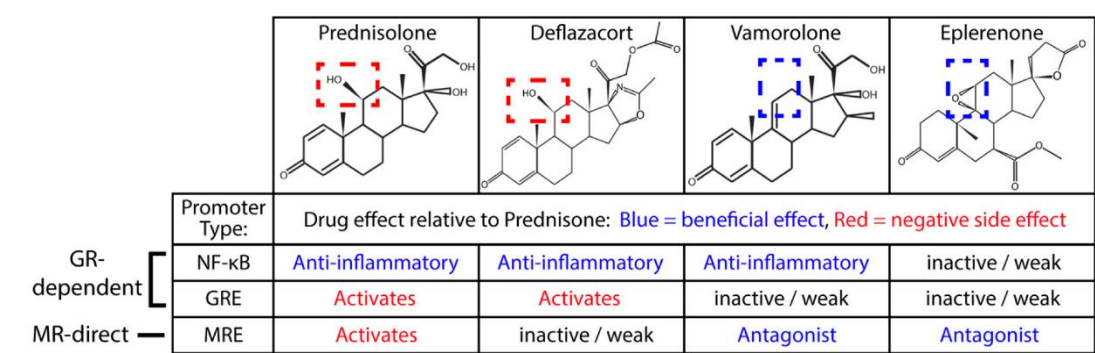 Prednisolone Deflazacort Vamorolone Eplerenone
HO O OH OH
HO O O O N O
O OH OH
O O O O O O
Promoter Type: Drug effect relative to Prednisone: Blue = beneficial effect, Red = negative side effect
GR-dependent
NF-κB Anti-inflammatory Anti-inflammatory Anti-inflammatory inactive / weak
GRE Activates Activates inactive / weak inactive / weak
MR-direct MRE Activates inactive / weak Antagonist Antagonist